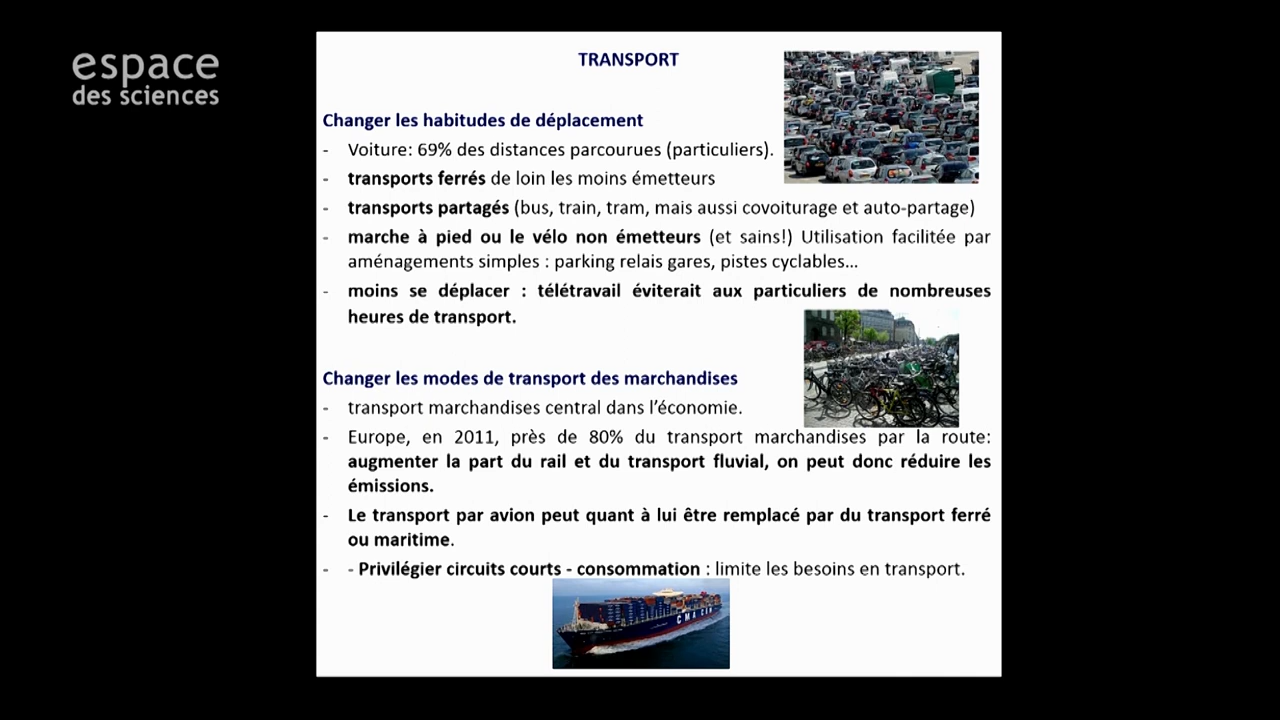 espace
des sciences
TRANSPORT
Changer les habitudes de déplacement
- Voiture: 69% des distances parcourues (particuliers).
- transports ferrés de loin les moins émetteurs
- transports partagés (bus, train, tram, mais aussi covoiturage et auto-partage)
- marche à pied ou le vélo non émetteurs (et sains!) Utilisation facilitée par
aménagements simples : parking relais gares, pistes cyclables...
- moins se déplacer : télétravail éviterait aux particuliers de nombreuses
heures de transport.
Changer les modes de transport des marchandises
- transport marchandises central dans l'économie.
- Europe, en 2011, près de 80% du transport marchandises par la route:
augmenter la part du rail et du transport fluvial, on peut donc réduire les
émissions.
- Le transport par avion peut quant à lui être remplacé par du transport ferré
ou maritime.
- - Privilégier circuits courts - consommation : limite les besoins en transport.
CMA CGM